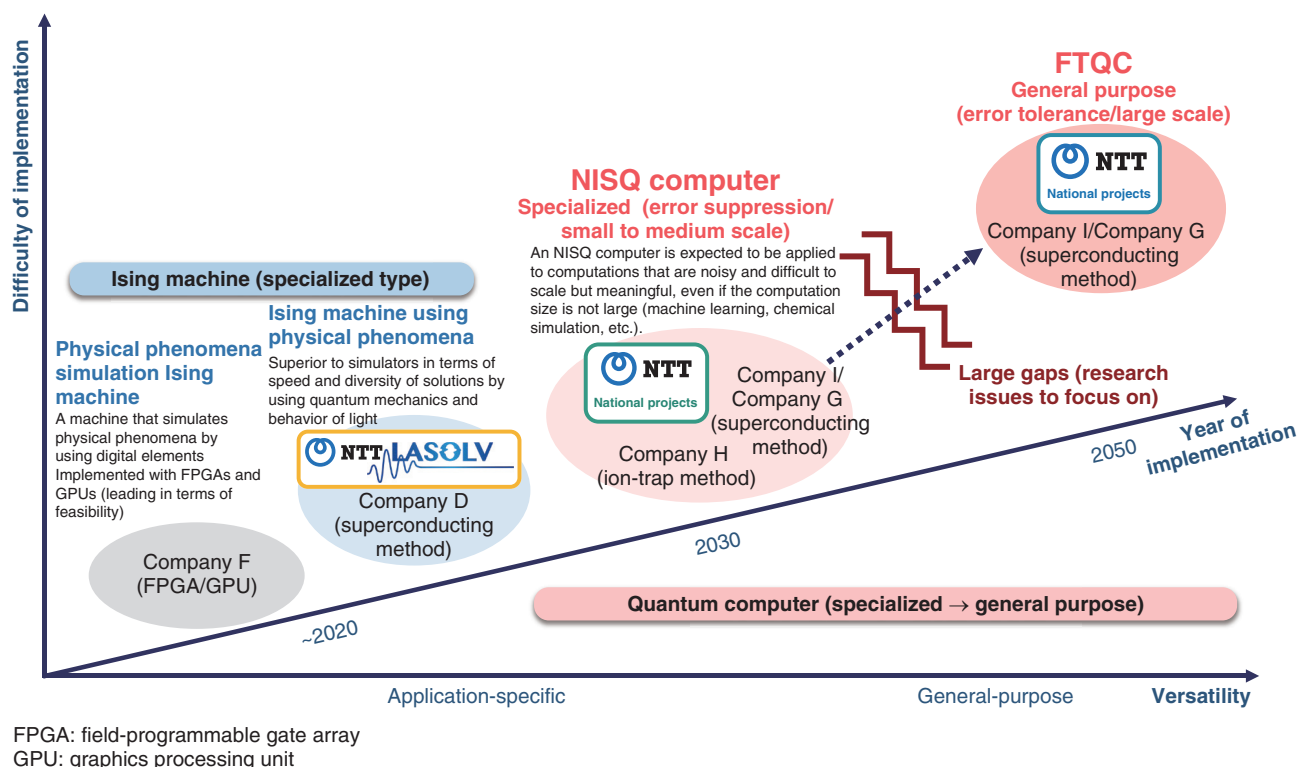 Difficulty of implementation
FTQC
General purpose
(error tolerance/large scale)
NTT
National projects
Company I/Company G
(superconducting
method)
NISQ computer
Specialized (error suppression/
small to medium scale)
An NISQ computer is expected to be applied
to computations that are noisy and difficult to
scale but meaningful, even if the computation
size is not large (machine learning, chemical
simulation, etc.).
NTT
National projects
Company I/
Company G
(superconducting
method)
Company H
(ion-trap method)
Large gaps (research
issues to focus on)
Ising machine (specialized type)
Ising machine using
physical phenomena
Superior to simulators in terms of
speed and diversity of solutions by
using quantum mechanics and
behavior of light
NTT LASOLV
Company D
(superconducting
method)
Physical phenomena
simulation Ising
machine
A machine that simulates
physical phenomena by
using digital elements
Implemented with FPGAs and
GPUs (leading in terms of
feasibility)
Company F
(FPGA/GPU)
~2020
2030
2050
Year of
implementation
Quantum computer (specialized → general purpose)
Application-specific
General-purpose
Versatility
FPGA: field-programmable gate array
GPU: graphics processing unit